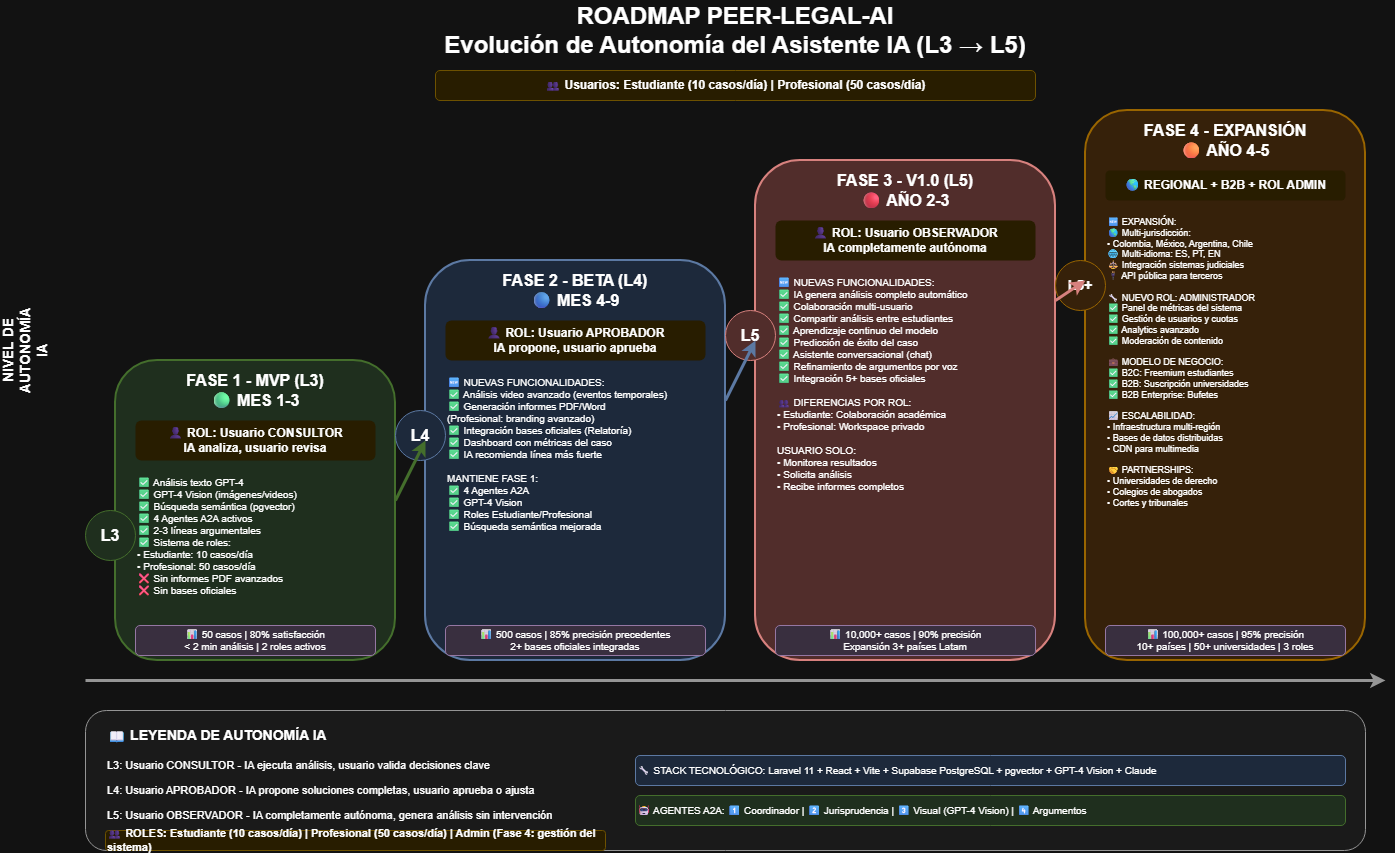 ROADMAP PEER-LEGAL-AI
Evolución de Autonomía del Asistente IA (L3 → L5)
👥 Usuarios: Estudiante (10 casos/día) | Profesional (50 casos/día)
NIVEL DE
AUTONOMÍA
IA
L3
FASE 1 - MVP (L3)
🟢 MES 1-3
👤 ROL: Usuario CONSULTOR
IA analiza, usuario revisa
✅ Análisis texto GPT-4
✅ GPT-4 Vision (imágenes/videos)
✅ Búsqueda semántica (pgvector)
✅ 4 Agentes A2A activos
✅ 2-3 líneas argumentales
✅ Sistema de roles:
• Estudiante: 10 casos/día
• Profesional: 50 casos/día
❌ Sin informes PDF avanzados
❌ Sin bases oficiales
📊 50 casos | 80% satisfacción
< 2 min análisis | 2 roles activos
L4
FASE 2 - BETA (L4)
🔵 MES 4-9
👤 ROL: Usuario APROBADOR
IA propone, usuario aprueba
🆕 NUEVAS FUNCIONALIDADES:
✅ Análisis video avanzado (eventos temporales)
✅ Generación informes PDF/Word
(Profesional: branding avanzado)
✅ Integración bases oficiales (Relatoría)
✅ Dashboard con métricas del caso
✅ IA recomienda línea más fuerte
MANTIENE FASE 1:
✅ 4 Agentes A2A
✅ GPT-4 Vision
✅ Roles Estudiante/Profesional
✅ Búsqueda semántica mejorada
📊 500 casos | 85% precisión precedentes
2+ bases oficiales integradas
L5
FASE 3 - V1.0 (L5)
🔴 AÑO 2-3
👤 ROL: Usuario OBSERVADOR
IA completamente autónoma
🆕 NUEVAS FUNCIONALIDADES:
✅ IA genera análisis completo automático
✅ Colaboración multi-usuario
✅ Compartir análisis entre estudiantes
✅ Aprendizaje continuo del modelo
✅ Predicción de éxito del caso
✅ Asistente conversacional (chat)
✅ Refinamiento de argumentos por voz
✅ Integración 5+ bases oficiales
👥 DIFERENCIAS POR ROL:
• Estudiante: Colaboración académica
• Profesional: Workspace privado
USUARIO SOLO:
• Monitorea resultados
• Solicita análisis
• Recibe informes completos
📊 10,000+ casos | 90% precisión
Expansión 3+ países Latam
L5+
FASE 4 - EXPANSIÓN
🟠 AÑO 4-5
🌎 REGIONAL + B2B + ROL ADMIN
🆕 EXPANSIÓN:
🌎 Multi-jurisdicción:
• Colombia, México, Argentina, Chile
🌐 Multi-idioma: ES, PT, EN
⚖️ Integración sistemas judiciales
🔌 API pública para terceros
🔧 NUEVO ROL: ADMINISTRADOR
✅ Panel de métricas del sistema
✅ Gestión de usuarios y cuotas
✅ Analytics avanzado
✅ Moderación de contenido
💼 MODELO DE NEGOCIO:
✅ B2C: Freemium estudiantes
✅ B2B: Suscripción universidades
✅ B2B Enterprise: Bufetes
📈 ESCALABILIDAD:
• Infraestructura multi-región
• Bases de datos distribuidas
• CDN para multimedia
🤝 PARTNERSHIPS:
• Universidades de derecho
• Colegios de abogados
• Cortes y tribunales
📊 100,000+ casos | 95% precisión
10+ países | 50+ universidades | 3 roles
📖 LEYENDA DE AUTONOMÍA IA
L3: Usuario CONSULTOR - IA ejecuta análisis, usuario valida decisiones clave
L4: Usuario APROBADOR - IA propone soluciones completas, usuario aprueba o ajusta
L5: Usuario OBSERVADOR - IA completamente autónoma, genera análisis sin intervención
👥 ROLES: Estudiante (10 casos/día) | Profesional (50 casos/día) | Admin (Fase 4: gestión del
sistema)
🔧 STACK TECNOLÓGICO: Laravel 11 + React + Vite + Supabase PostgreSQL + pgvector + GPT-4 Vision + Claude
🤖 AGENTES A2A: 1️⃣ Coordinador | 2️⃣ Jurisprudencia | 3️⃣ Visual (GPT-4 Vision) | 4️⃣ Argumentos